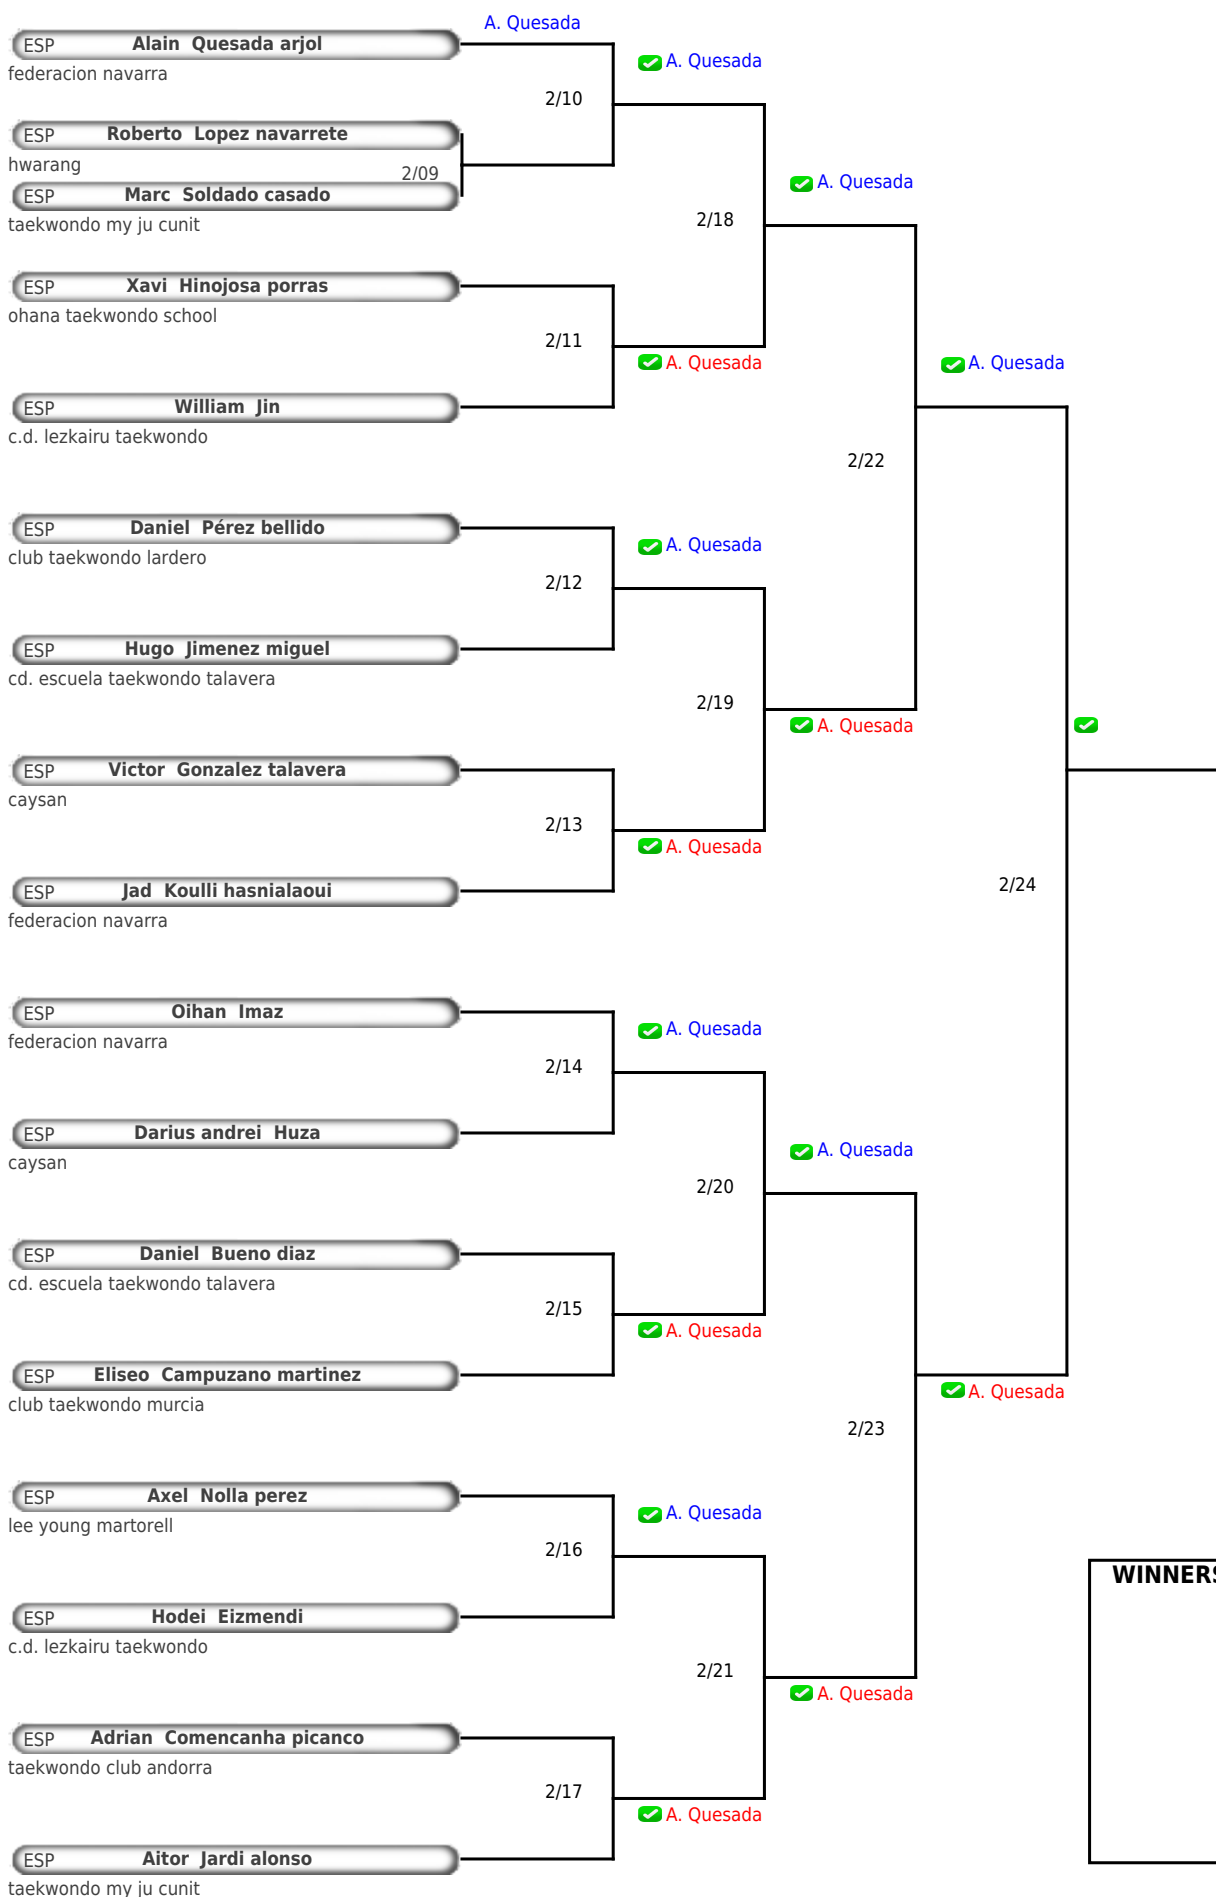 A. Quesada
ESP Alain Quesada arjol
federacion navarra
A. Quesada
2/10
ESP Roberto Lopez navarrete
hwarang
2/09
ESP Marc Soldado casado
taekwondo my ju cunit
A. Quesada
2/18
ESP Xavi Hinojosa porras
ohana taekwondo school
2/11
A. Quesada
A. Quesada
ESP William Jin
c.d. lezkairu taekwondo
2/22
ESP Daniel Pérez bellido
club taekwondo lardero
A. Quesada
2/12
ESP Hugo Jimenez miguel
cd. escuela taekwondo talavera
2/19
A. Quesada
ESP Victor Gonzalez talavera
caysan
2/13
A. Quesada
2/24
ESP Jad Koulli hasnialaoui
federacion navarra
ESP Oihan Imaz
federacion navarra
A. Quesada
2/14
ESP Darius andrei Huza
caysan
A. Quesada
2/20
ESP Daniel Bueno diaz
cd. escuela taekwondo talavera
2/15
A. Quesada
ESP Eliseo Campuzano martinez
club taekwondo murcia
A. Quesada
2/23
ESP Axel Nolla perez
lee young martorell
A. Quesada
2/16
WINNERS
ESP Hodei Eizmendi
c.d. lezkairu taekwondo
2/21
A. Quesada
ESP Adrian Comencanha picanco
taekwondo club andorra
2/17
A. Quesada
ESP Aitor Jardi alonso
taekwondo my ju cunit